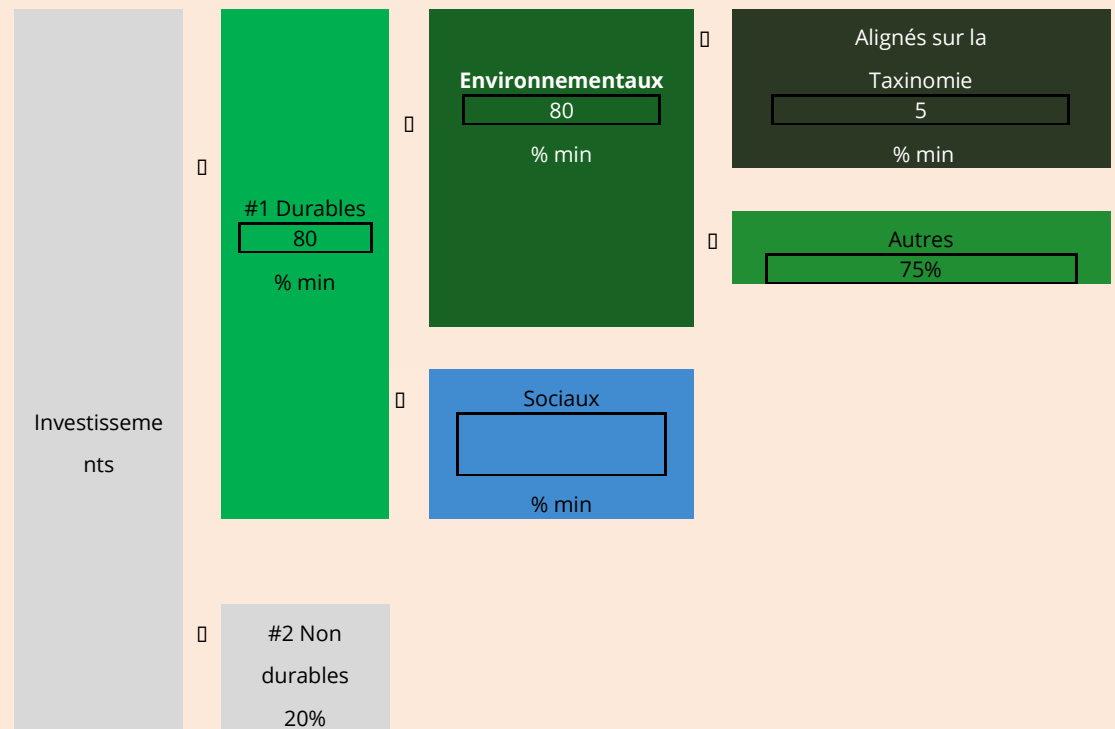 Investisseme
nts
#1 Durables
80
% min
Environnementaux
80
% min
Alignés sur la
Taxinomie
5
% min
Autres
75%
Sociaux
% min
#2 Non
durables
20%